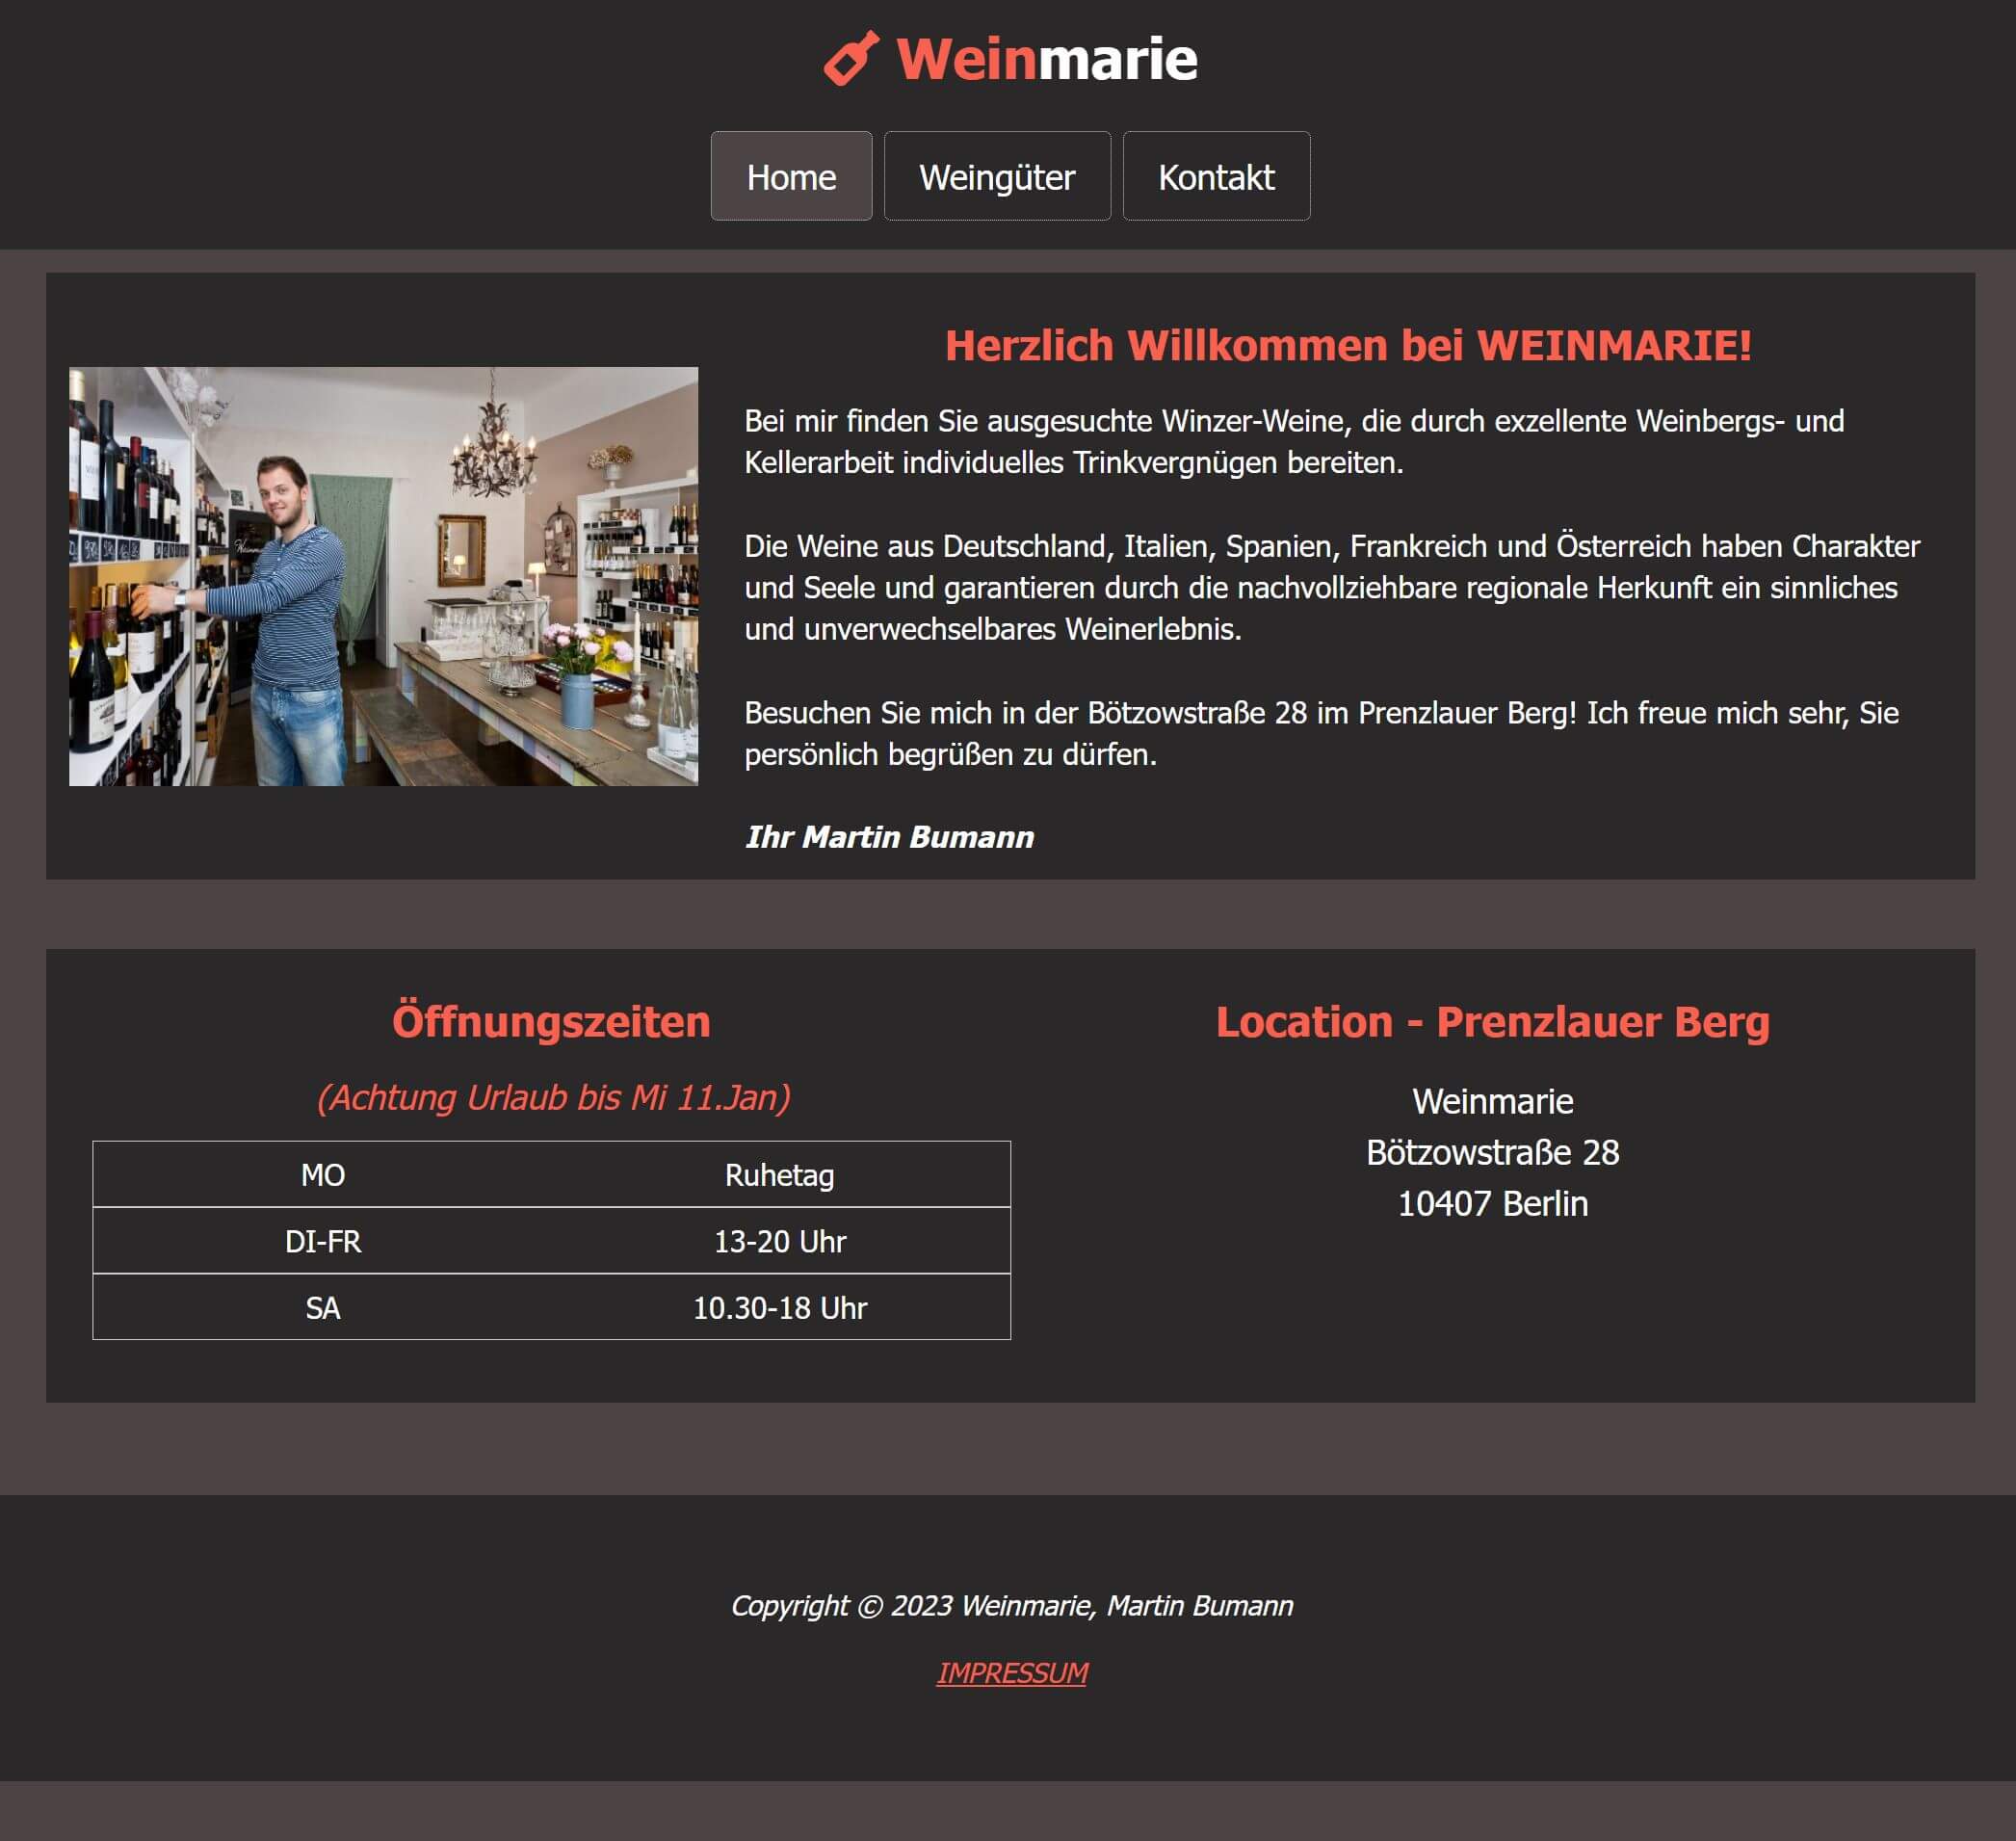 Weinmarie
Home Weingüter Kontakt
Herzlich Willkommen bei WEINMARIE!
Bei mir finden Sie ausgesuchte Winzer-Weine, die durch exzellente Weinbergs- und
Kellerarbeit individuelles Trinkvergnügen bereiten.
Die Weine aus Deutschland, Italien, Spanien, Frankreich und Österreich haben Charakter
und Seele und garantieren durch die nachvollziehbare regionale Herkunft ein sinnliches
und unverwechselbares Weinerlebnis.
Besuchen Sie mich in der Bötzowstraße 28 im Prenzlauer Berg! Ich freue mich sehr, Sie
persönlich begrüßen zu dürfen.
Ihr Martin Bumann
Öffnungszeiten
(Achtung Urlaub bis Mi 11.Jan)
MO Ruhetag
DI-FR 13-20 Uhr
SA 10.30-18 Uhr
Location - Prenzlauer Berg
Weinmarie
Bötzowstraße 28
10407 Berlin
Copyright © 2023 Weinmarie, Martin Bumann
IMPRESSUM